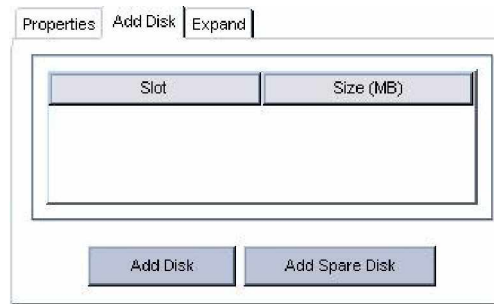 Properties Add Disk Expand
Slot Size (MB)
Add Disk Add Spare Disk